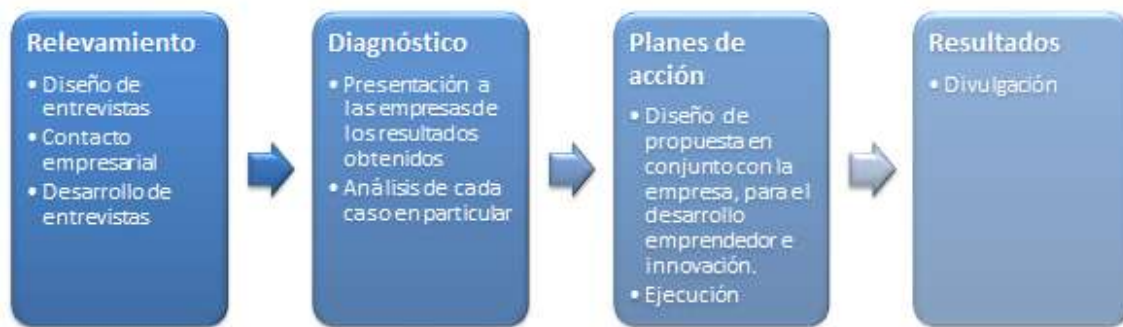 Relevamiento
• Diseño de
entrevistas
• Contacto
empresarial
• Desarrollo de
entrevistas
Diagnóstico
• Presentación a
las empresas de
los resultados
obtenidos
• Análisis de cada
caso en particular
Planes de
acción
• Diseño de
propuesta en
conjunto con la
empresa, para el
desarrollo
emprendedor e
innovación.
• Ejecución
Resultados
• Divulgación